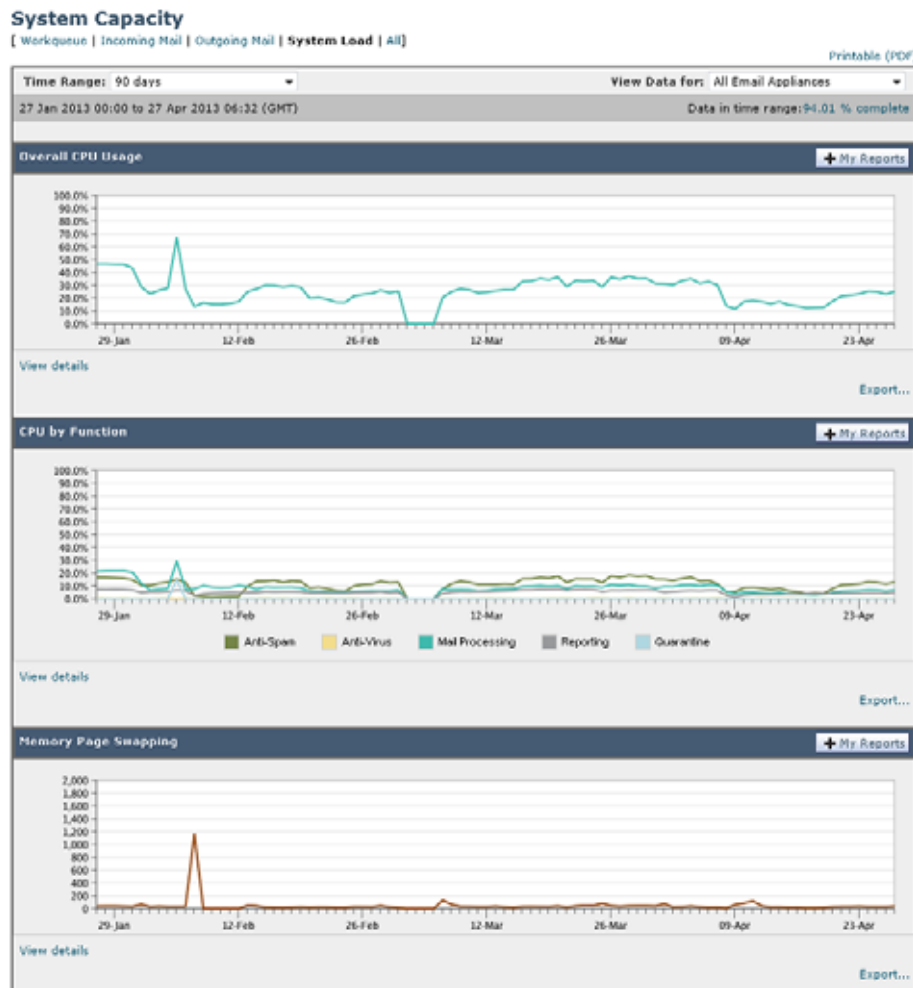 System Capacity
[ Workqueue | Incoming Mail | Outgoing Mail | System Load | All]
Printable (PDF
Time Range: 90 days View Data for: All Email Appliances
27 Jan 2013 00:00 to 27 Apr 2013 06:32 (GMT) Data in time range:94.01 % complete
Overall CPU Usage + My Reports
100.0%
90.0%
80.0%
70.0%
60.0%
50.0%
40.0%
30.0%
20.0%
10.0%
0.0%
29-Jan 12-Feb 26-Feb 12-Mar 26-Mar 09-Apr 23-Apr
View details
Export...
CPU by Function + My Reports
100.0%
90.0%
80.0%
70.0%
60.0%
50.0%
40.0%
30.0%
20.0%
10.0%
0.0%
29-Jan 12-Feb 26-Feb 12-Mar 26-Mar 09-Apr 23-Apr
Anti-Spam Anti-Virus Mail Processing Reporting Quarantine
View details
Export...
Memory Page Swapping + My Reports
2,000
1,800
1,600
1,400
1,200
1,000
800
600
400
200
0
29-Jan 12-Feb 26-Feb 12-Mar 26-Mar 09-Apr 23-Apr
View details
Export...